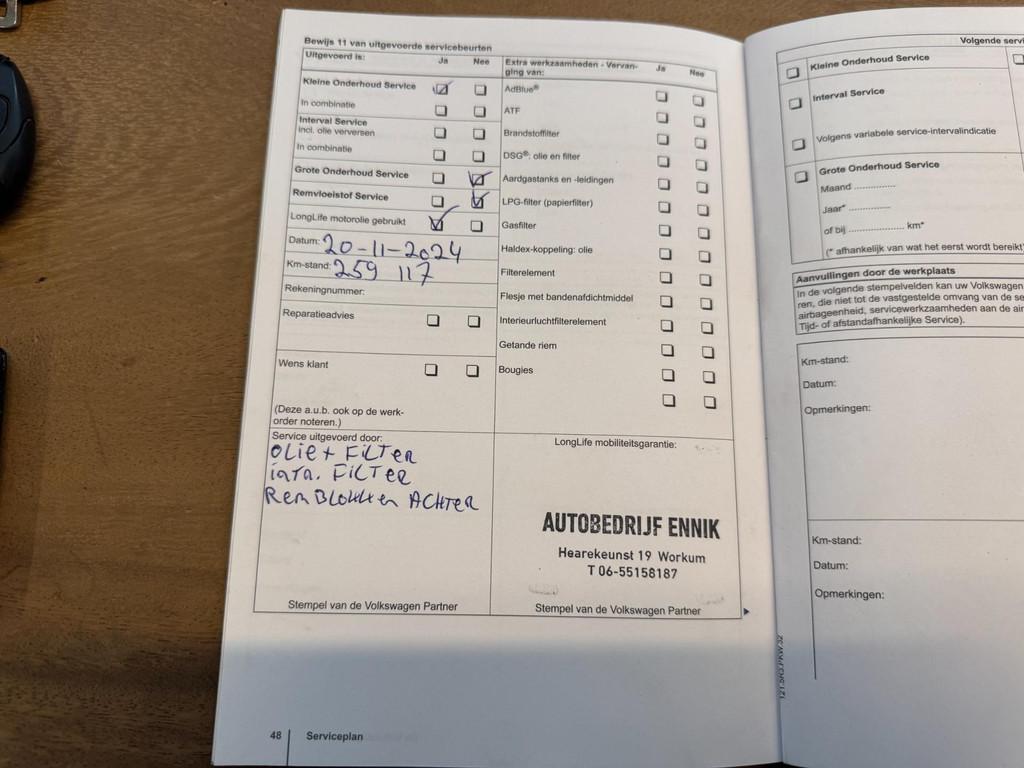 Bewijs 11 van uitgevoerde servicebeurten
Uitgevoerd is: Ja Nee
Kleine Onderhoud Service
In combinatie
Interval Service
Incl. olie verversen
In combinatie
Grote Onderhoud Service
Remvloeistof Service
LongLife motorolie gebruikt
Datum: 20-11-2024
Km-stand: 259 117
Rekeningnummer:
Reparatieadvies
Wens klant
(Deze a.u.b. ook op de werk-
order noteren.)
Service uitgevoerd door:
OLie + FiLTER
inTR. FiLTER
RemBLOKKen ACHTER
Stempel van de Volkswagen Partner
Extra werkzaamheden - Vervan-
ging van: Ja Nee
AdBlue®
ATF
Brandstoffilter
DSG®: olie en filter
Aardgastanks en -leidingen
LPG-filter (papierfilter)
Gasfilter
Haldex-koppeling: olie
Filterelement
Flesje met bandenafdichtmiddel
Interieurluchtfilterelement
Getande riem
Bougies
LongLife mobiliteitsgarantie:
AUTOBEDRIJF ENNIK
Hearekeunst 19 Workum
T 06-55158187
Stempel van de Volkswagen Partner
48 Serviceplan
Volgende servi
Kleine Onderhoud Service
Interval Service
Volgens variabele service-intervalindicatie
Grote Onderhoud Service
Maand ..............
Jaar* ..............
of bij .................... km*
(* afhankelijk van wat het eerst wordt bereikt)
Aanvullingen door de werkplaats
In de volgende stempelvelden kan uw Volkswagen
ren, die niet tot de vastgestelde omvang van de se
airbageenheid, servicewerkzaamheden aan de air
Tijd- of afstandafhankelijke Service).
Km-stand:
Datum:
Opmerkingen:
Km-stand:
Datum:
Opmerkingen: